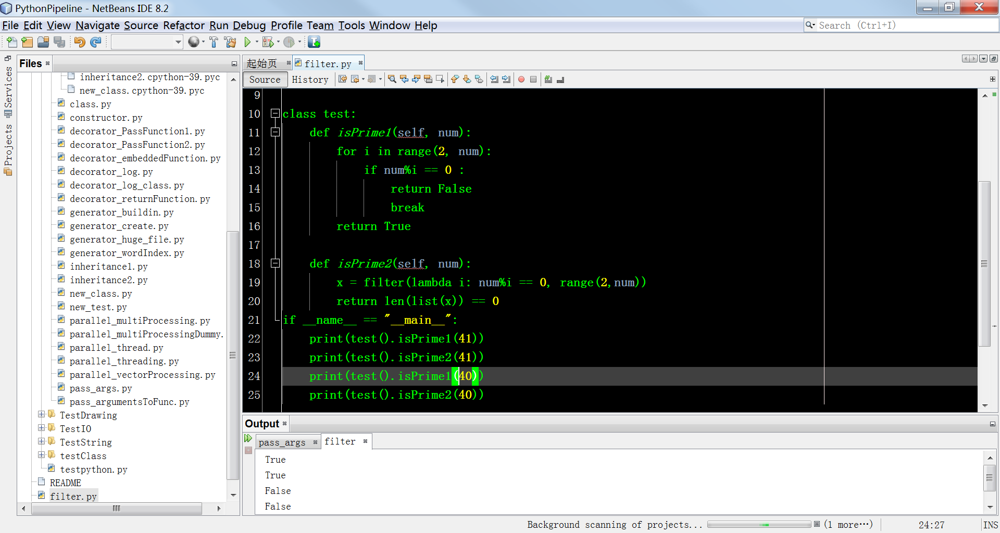 PythonPipeline - NetBeans IDE 8.2
File Edit View Navigate Source Refactor Run Debug Profile Team Tools Window Help
Search (Ctrl+I)
Services
Projects
Files
inheritance2.cpython-39.pyc
new_class.cpython-39.pyc
class.py
constructor.py
decorator_PassFunction1.py
decorator_PassFunction2.py
decorator_embeddedFunction.py
decorator_log.py
decorator_log_class.py
decorator_returnFunction.py
generator_buildin.py
generator_create.py
generator_huge_file.py
generator_wordIndex.py
inheritance1.py
inheritance2.py
new_class.py
new_test.py
parallel_multiProcessing.py
parallel_multiProcessingDummy.
parallel_thread.py
parallel_threading.py
parallel_vectorProcessing.py
pass_args.py
pass_argumentsToFunc.py
TestDrawing
TestIO
TestString
testClass
testpython.py
README
filter.py
起始页 filter.py
Source History
9
10 class test:
11     def isPrime1(self, num):
12         for i in range(2, num):
13             if num%i == 0 :
14                 return False
15                 break
16         return True
17
18     def isPrime2(self, num):
19         x = filter(lambda i: num%i == 0, range(2,num))
20         return len(list(x)) == 0
21 if __name__ == "__main__":
22     print(test().isPrime1(41))
23     print(test().isPrime2(41))
24     print(test().isPrime1(40))
25     print(test().isPrime2(40))
Output
pass_args filter
True
True
False
False
Background scanning of projects... (1 more…) 24:27 INS